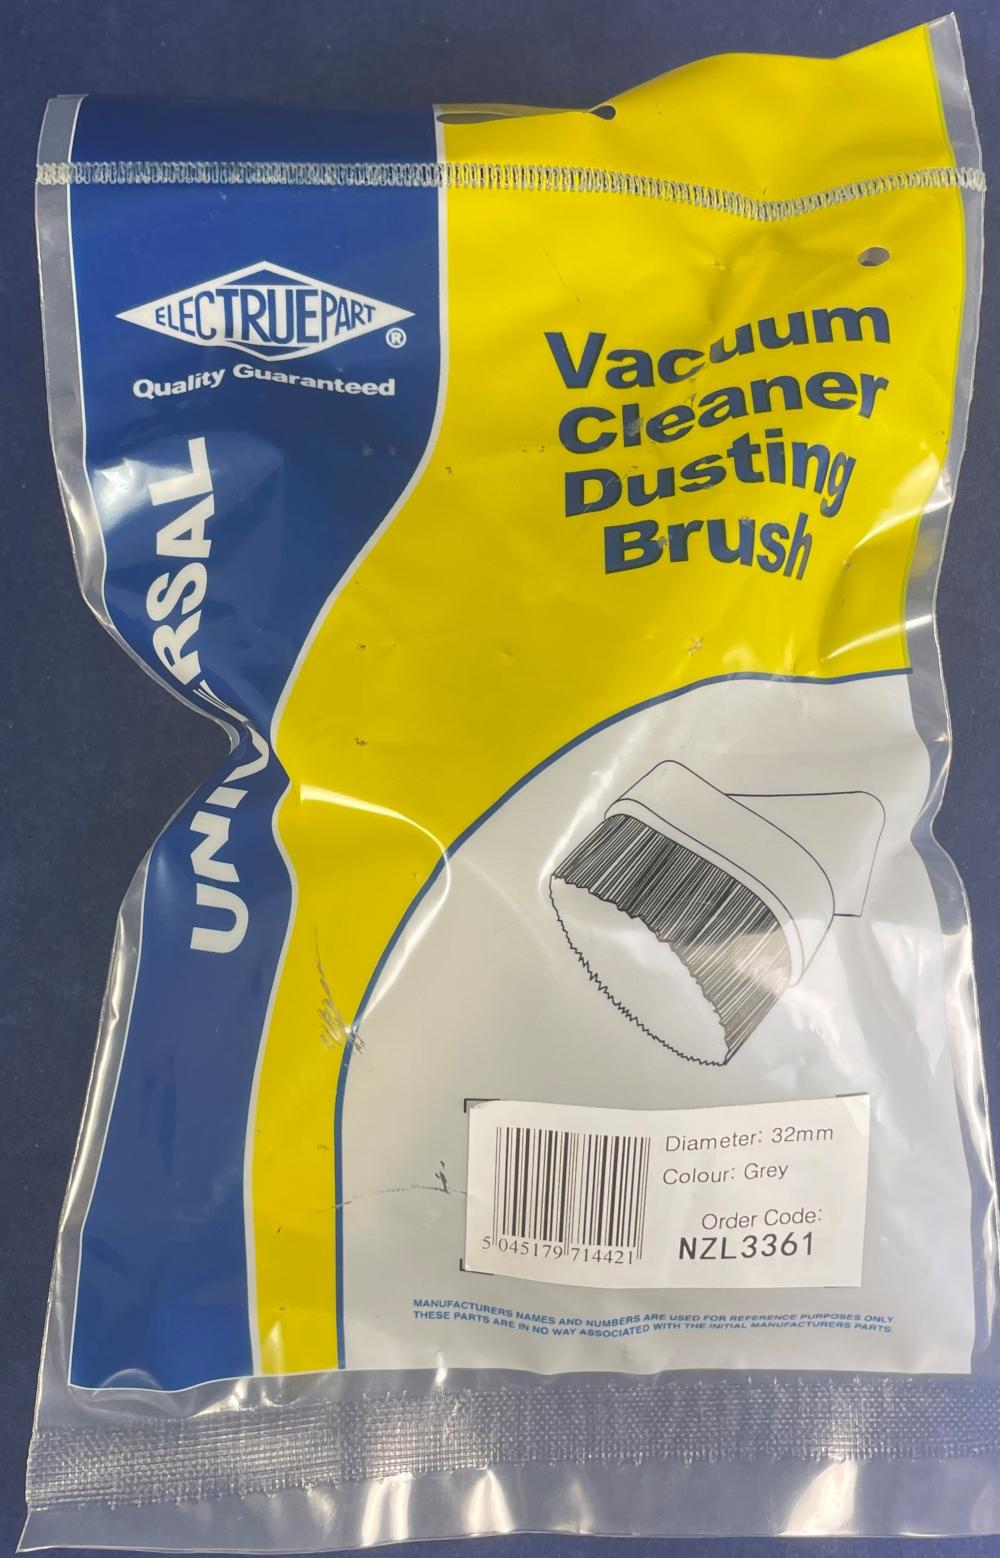 ELECTRUEPART®
Quality Guaranteed
UNIVERSAL
Vacuum
Cleaner
Dusting
Brush
Diameter: 32mm
Colour: Grey
Order Code:
NZL3361
5 045179 714421
MANUFACTURERS NAMES AND NUMBERS ARE USED FOR REFERENCE PURPOSES ONLY.
THESE PARTS ARE IN NO WAY ASSOCIATED WITH THE INITIAL MANUFACTURERS PARTS.